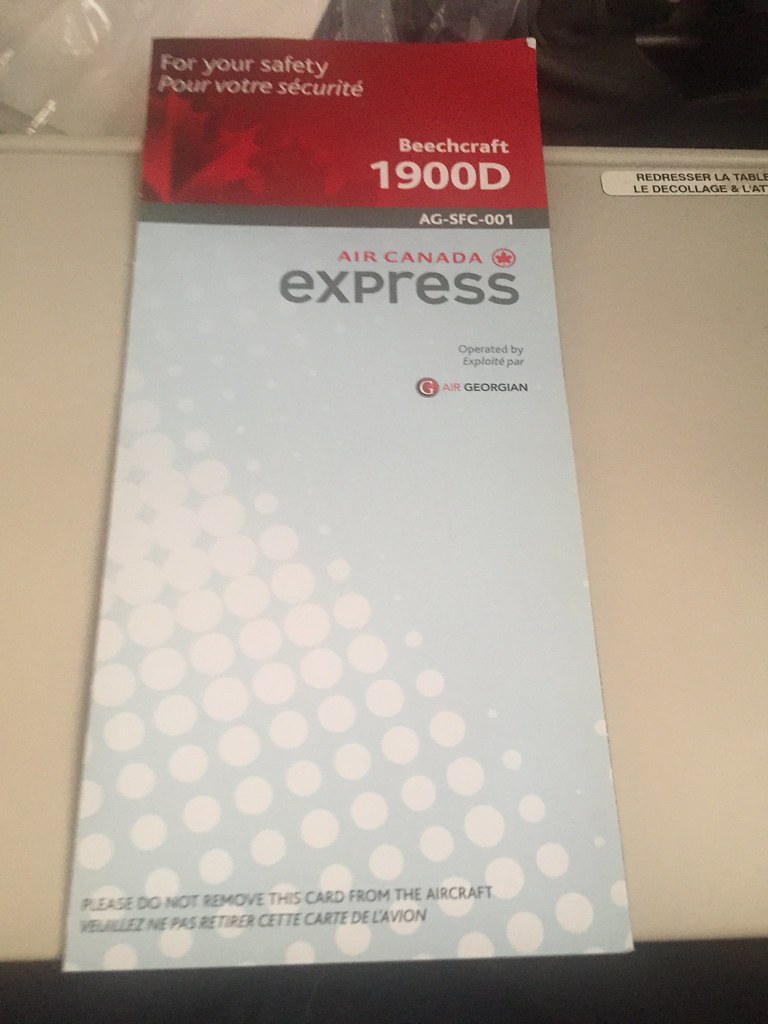 For your safety
Pour votre sécurité
Beechcraft
1900D
AG-SFC-001
AIR CANADA
express
Operated by
Exploité par
G AIR GEORGIAN
PLEASE DO NOT REMOVE THIS CARD FROM THE AIRCRAFT
VEUILLEZ NE PAS RETIRER CETTE CARTE DE L'AVION
REDRESSER LA TABLE
LE DECOLLAGE & L'AT